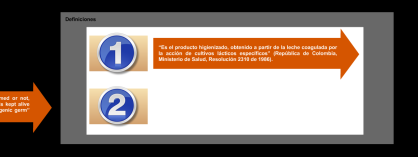 Definiciones
1
"Es el producto higienizado, obtenido a partir de la leche coagulada por
la acción de cultivos lácticos específicos" (República de Colombia,
Ministerio de Salud, Resolución 2310 de 1986).
2
med or not,
kept alive
genic germ"